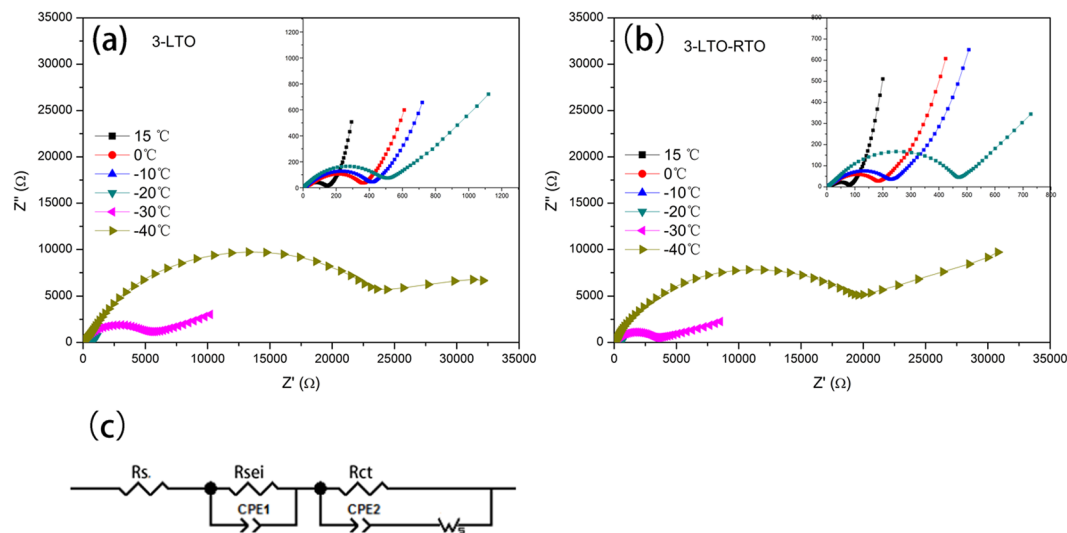 (a)
3-LTO
15 ℃
0℃
-10℃
-20℃
-30℃
-40℃
35000
30000
25000
20000
15000
10000
5000
0
Z'' (Ω)
0 5000 10000 15000 20000 25000 30000 35000
Z' (Ω)
1200
1000
800
600
400
200
0
0 200 400 600 800 1000 1200
(b)
3-LTO-RTO
15 ℃
0℃
-10℃
-20℃
-30℃
-40℃
35000
30000
25000
20000
15000
10000
5000
0
Z'' (Ω)
0 5000 10000 15000 20000 25000 30000 35000
Z' (Ω)
800
700
600
500
400
300
200
100
0
0 100 200 300 400 500 600 700 800
(c)
Rs. Rsei Rct
CPE1 CPE2
Ws